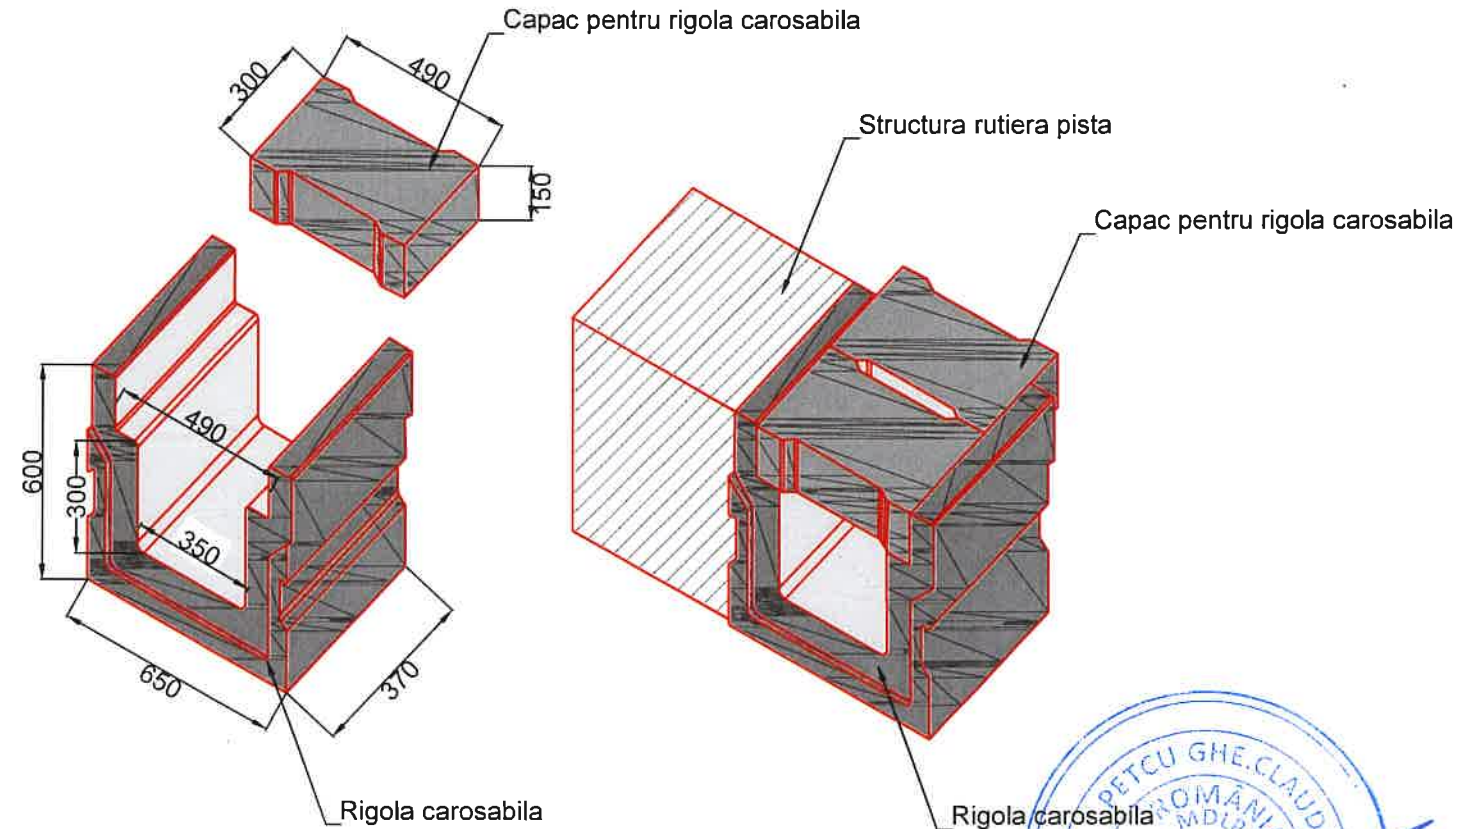 Capac pentru rigola carosabila
300
490
150
Structura rutiera pista
Capac pentru rigola carosabila
600
300
490
350
650
370
Rigola carosabila
Rigola carosabila
PETCU GHE.CLAUD
ROMÂNI